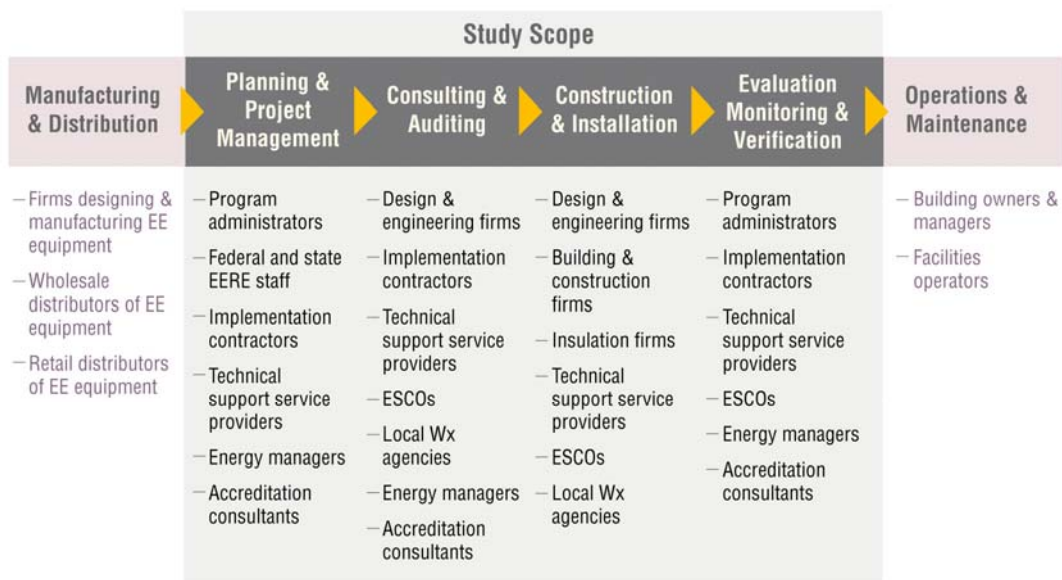 Study Scope
Manufacturing
& Distribution
Planning &
Project
Management
Consulting &
Auditing
Construction
& Installation
Evaluation
Monitoring &
Verification
Operations &
Maintenance
– Firms designing &
manufacturing EE
equipment
– Wholesale
distributors of EE
equipment
– Retail distributors
of EE equipment
– Program
administrators
– Federal and state
EERE staff
– Implementation
contractors
– Technical
support service
providers
– Energy managers
– Accreditation
consultants
– Design &
engineering firms
– Implementation
contractors
– Technical
support service
providers
– ESCOs
– Local Wx
agencies
– Energy managers
– Accreditation
consultants
– Design &
engineering firms
– Building &
construction
firms
– Insulation firms
– Technical
support service
providers
– ESCOs
– Local Wx
agencies
– Program
administrators
– Implementation
contractors
– Technical
support service
providers
– ESCOs
– Energy managers
– Accreditation
consultants
– Building owners &
managers
– Facilities
operators